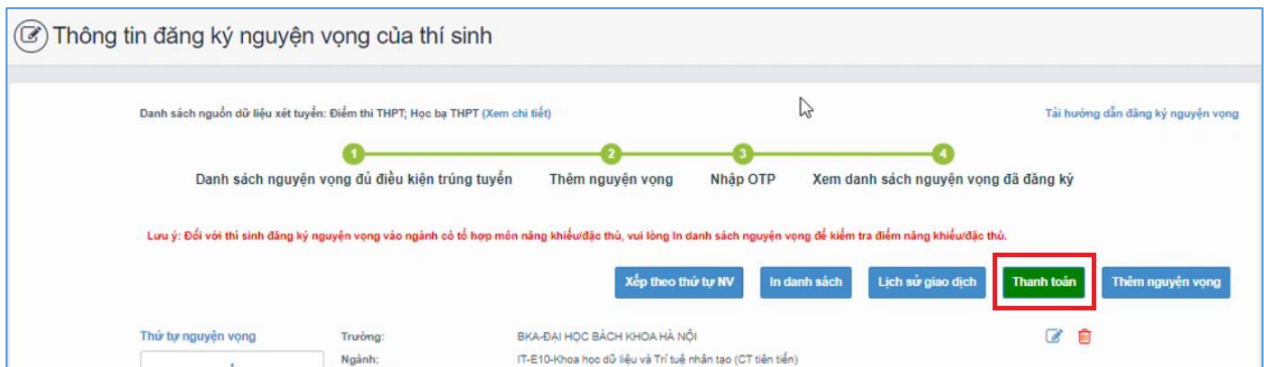 Thông tin đăng ký nguyện vọng của thí sinh
Danh sách nguồn dữ liệu xét tuyển: Điểm thi THPT; Học bạ THPT (Xem chi tiết)
Tải hướng dẫn đăng ký nguyện vọng
1 2 3 4
Danh sách nguyện vọng đủ điều kiện trúng tuyển Thêm nguyện vọng Nhập OTP Xem danh sách nguyện vọng đã đăng ký
Lưu ý: Đối với thí sinh đăng ký nguyện vọng vào ngành có tổ hợp môn năng khiếu/đặc thù, vui lòng In danh sách nguyện vọng để kiểm tra điểm năng khiếu/đặc thù.
Xếp theo thứ tự NV In danh sách Lịch sử giao dịch Thanh toán Thêm nguyện vọng
Thứ tự nguyện vọng Trường: BKA-ĐẠI HỌC BÁCH KHOA HÀ NỘI
Ngành: IT-E10-Khoa học dữ liệu và Trí tuệ nhân tạo (CT tiên tiến)